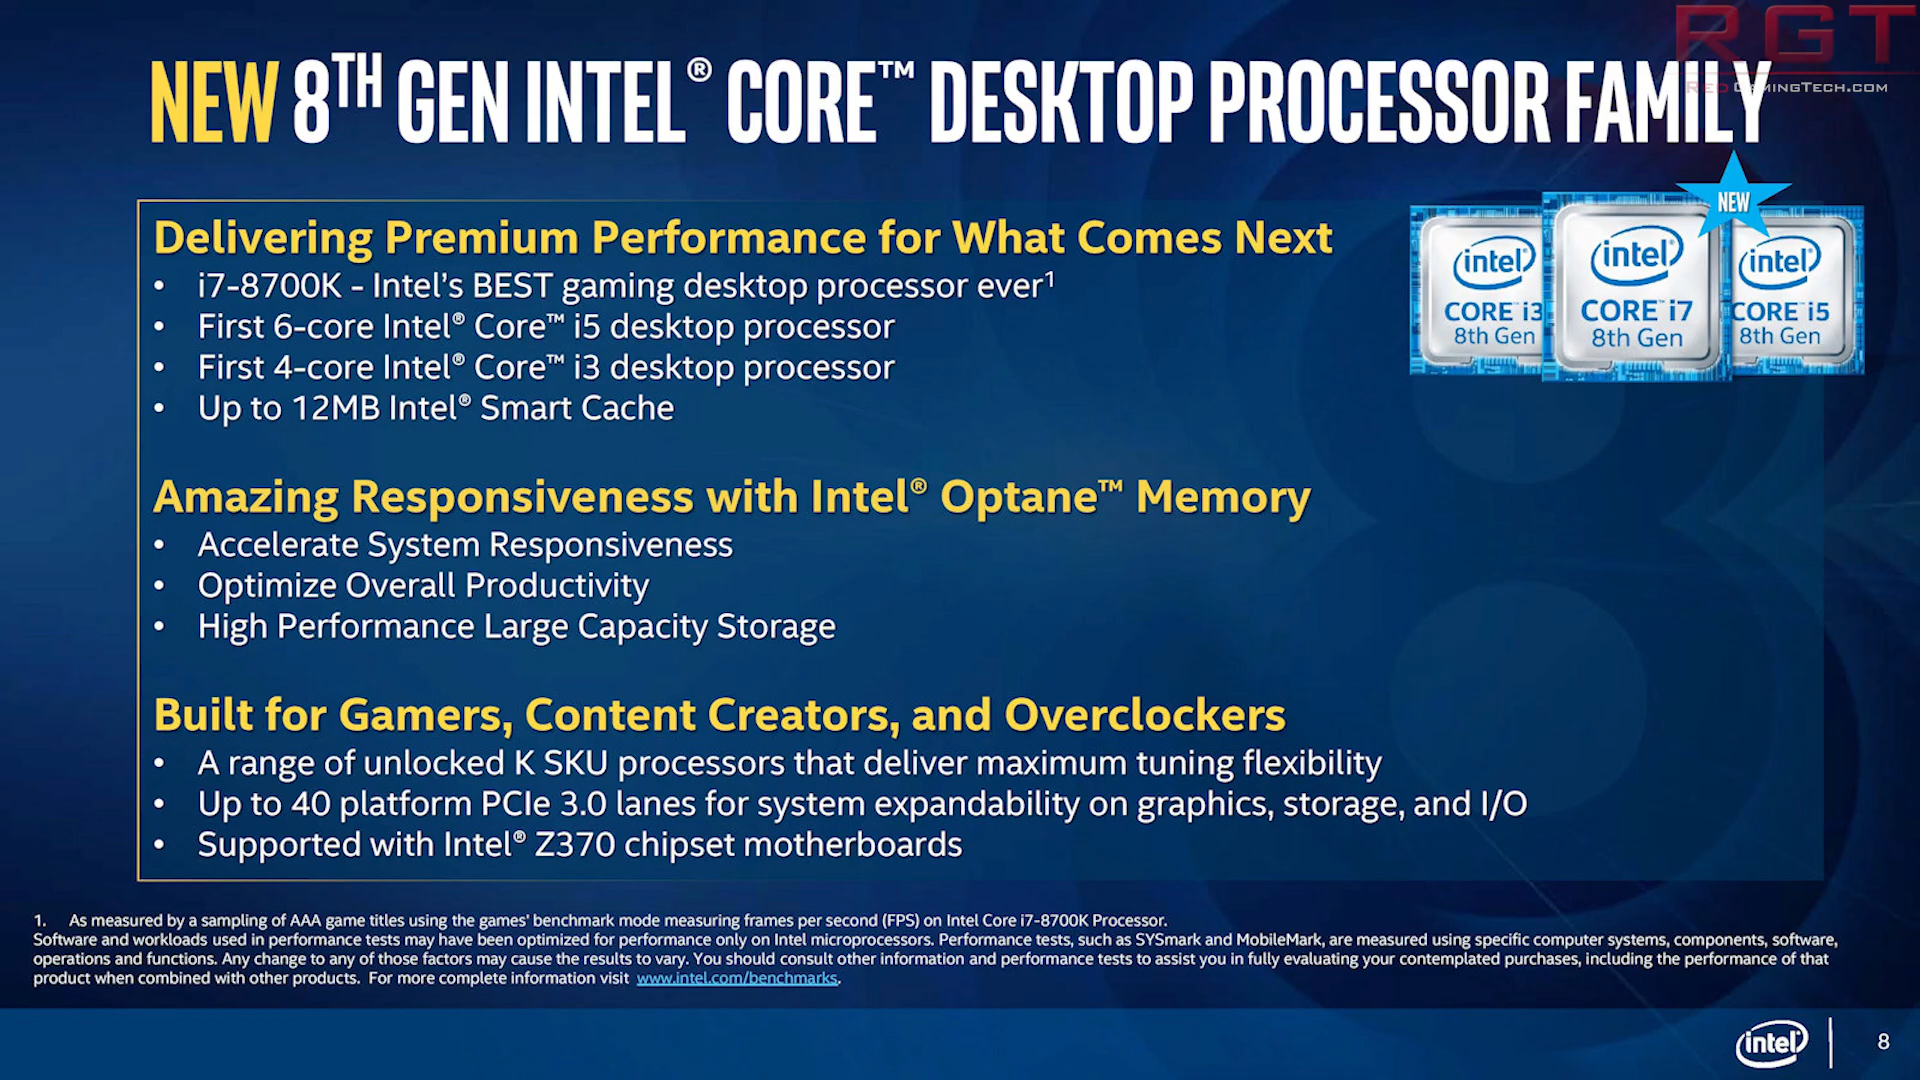 RGT
RedGamingTech.com
NEW 8TH GEN INTEL® CORE™ DESKTOP PROCESSOR FAMILY
Delivering Premium Performance for What Comes Next
• i7-8700K - Intel's BEST gaming desktop processor ever1
• First 6-core Intel® Core™ i5 desktop processor
• First 4-core Intel® Core™ i3 desktop processor
• Up to 12MB Intel® Smart Cache
NEW
intel®
CORE™ i3
8th Gen
intel®
CORE™ i7
8th Gen
intel®
CORE™ i5
8th Gen
Amazing Responsiveness with Intel® Optane™ Memory
• Accelerate System Responsiveness
• Optimize Overall Productivity
• High Performance Large Capacity Storage
Built for Gamers, Content Creators, and Overclockers
• A range of unlocked K SKU processors that deliver maximum tuning flexibility
• Up to 40 platform PCIe 3.0 lanes for system expandability on graphics, storage, and I/O
• Supported with Intel® Z370 chipset motherboards
1. As measured by a sampling of AAA game titles using the games' benchmark mode measuring frames per second (FPS) on Intel Core i7-8700K Processor.
Software and workloads used in performance tests may have been optimized for performance only on Intel microprocessors. Performance tests, such as SYSmark and MobileMark, are measured using specific computer systems, components, software,
operations and functions. Any change to any of those factors may cause the results to vary. You should consult other information and performance tests to assist you in fully evaluating your contemplated purchases, including the performance of that
product when combined with other products. For more complete information visit www.intel.com/benchmarks.
intel®
8